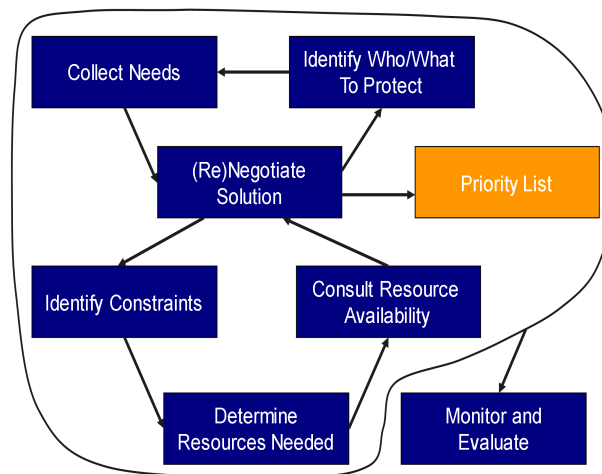 Collect Needs
Identify Who/What
To Protect
(Re)Negotiate
Solution
Priority List
Identify Constraints
Consult Resource
Availability
Determine
Resources Needed
Monitor and
Evaluate